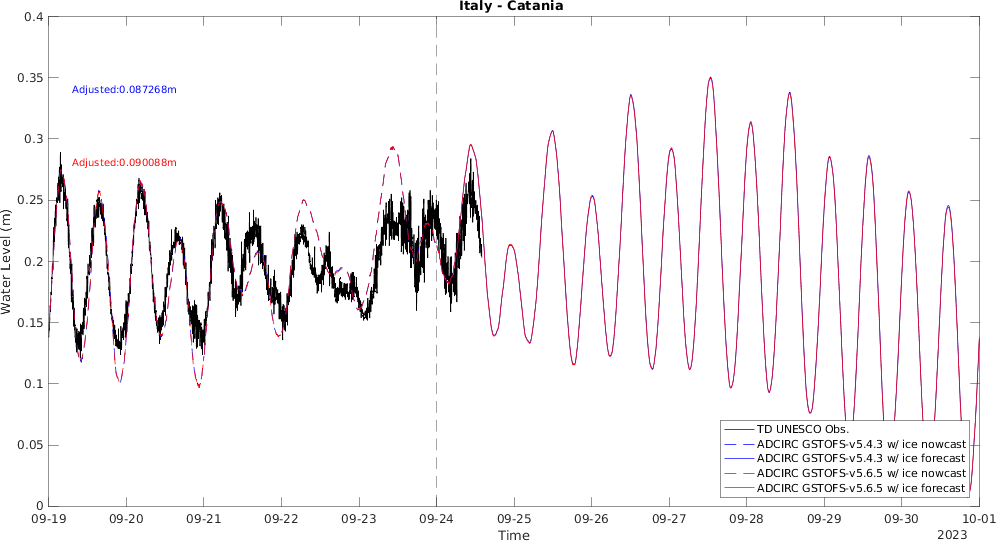 Italy - Catania
0.4
0.35
0.3
0.25
0.2
0.15
0.1
0.05
0
Water Level (m)
Adjusted:0.087268m
Adjusted:0.090088m
TD UNESCO Obs.
ADCIRC GSTOFS-v5.4.3 w/ ice nowcast
ADCIRC GSTOFS-v5.4.3 w/ ice forecast
ADCIRC GSTOFS-v5.6.5 w/ ice nowcast
ADCIRC GSTOFS-v5.6.5 w/ ice forecast
09-19 09-20 09-21 09-22 09-23 09-24 09-25 09-26 09-27 09-28 09-29 09-30 10-01
Time
2023